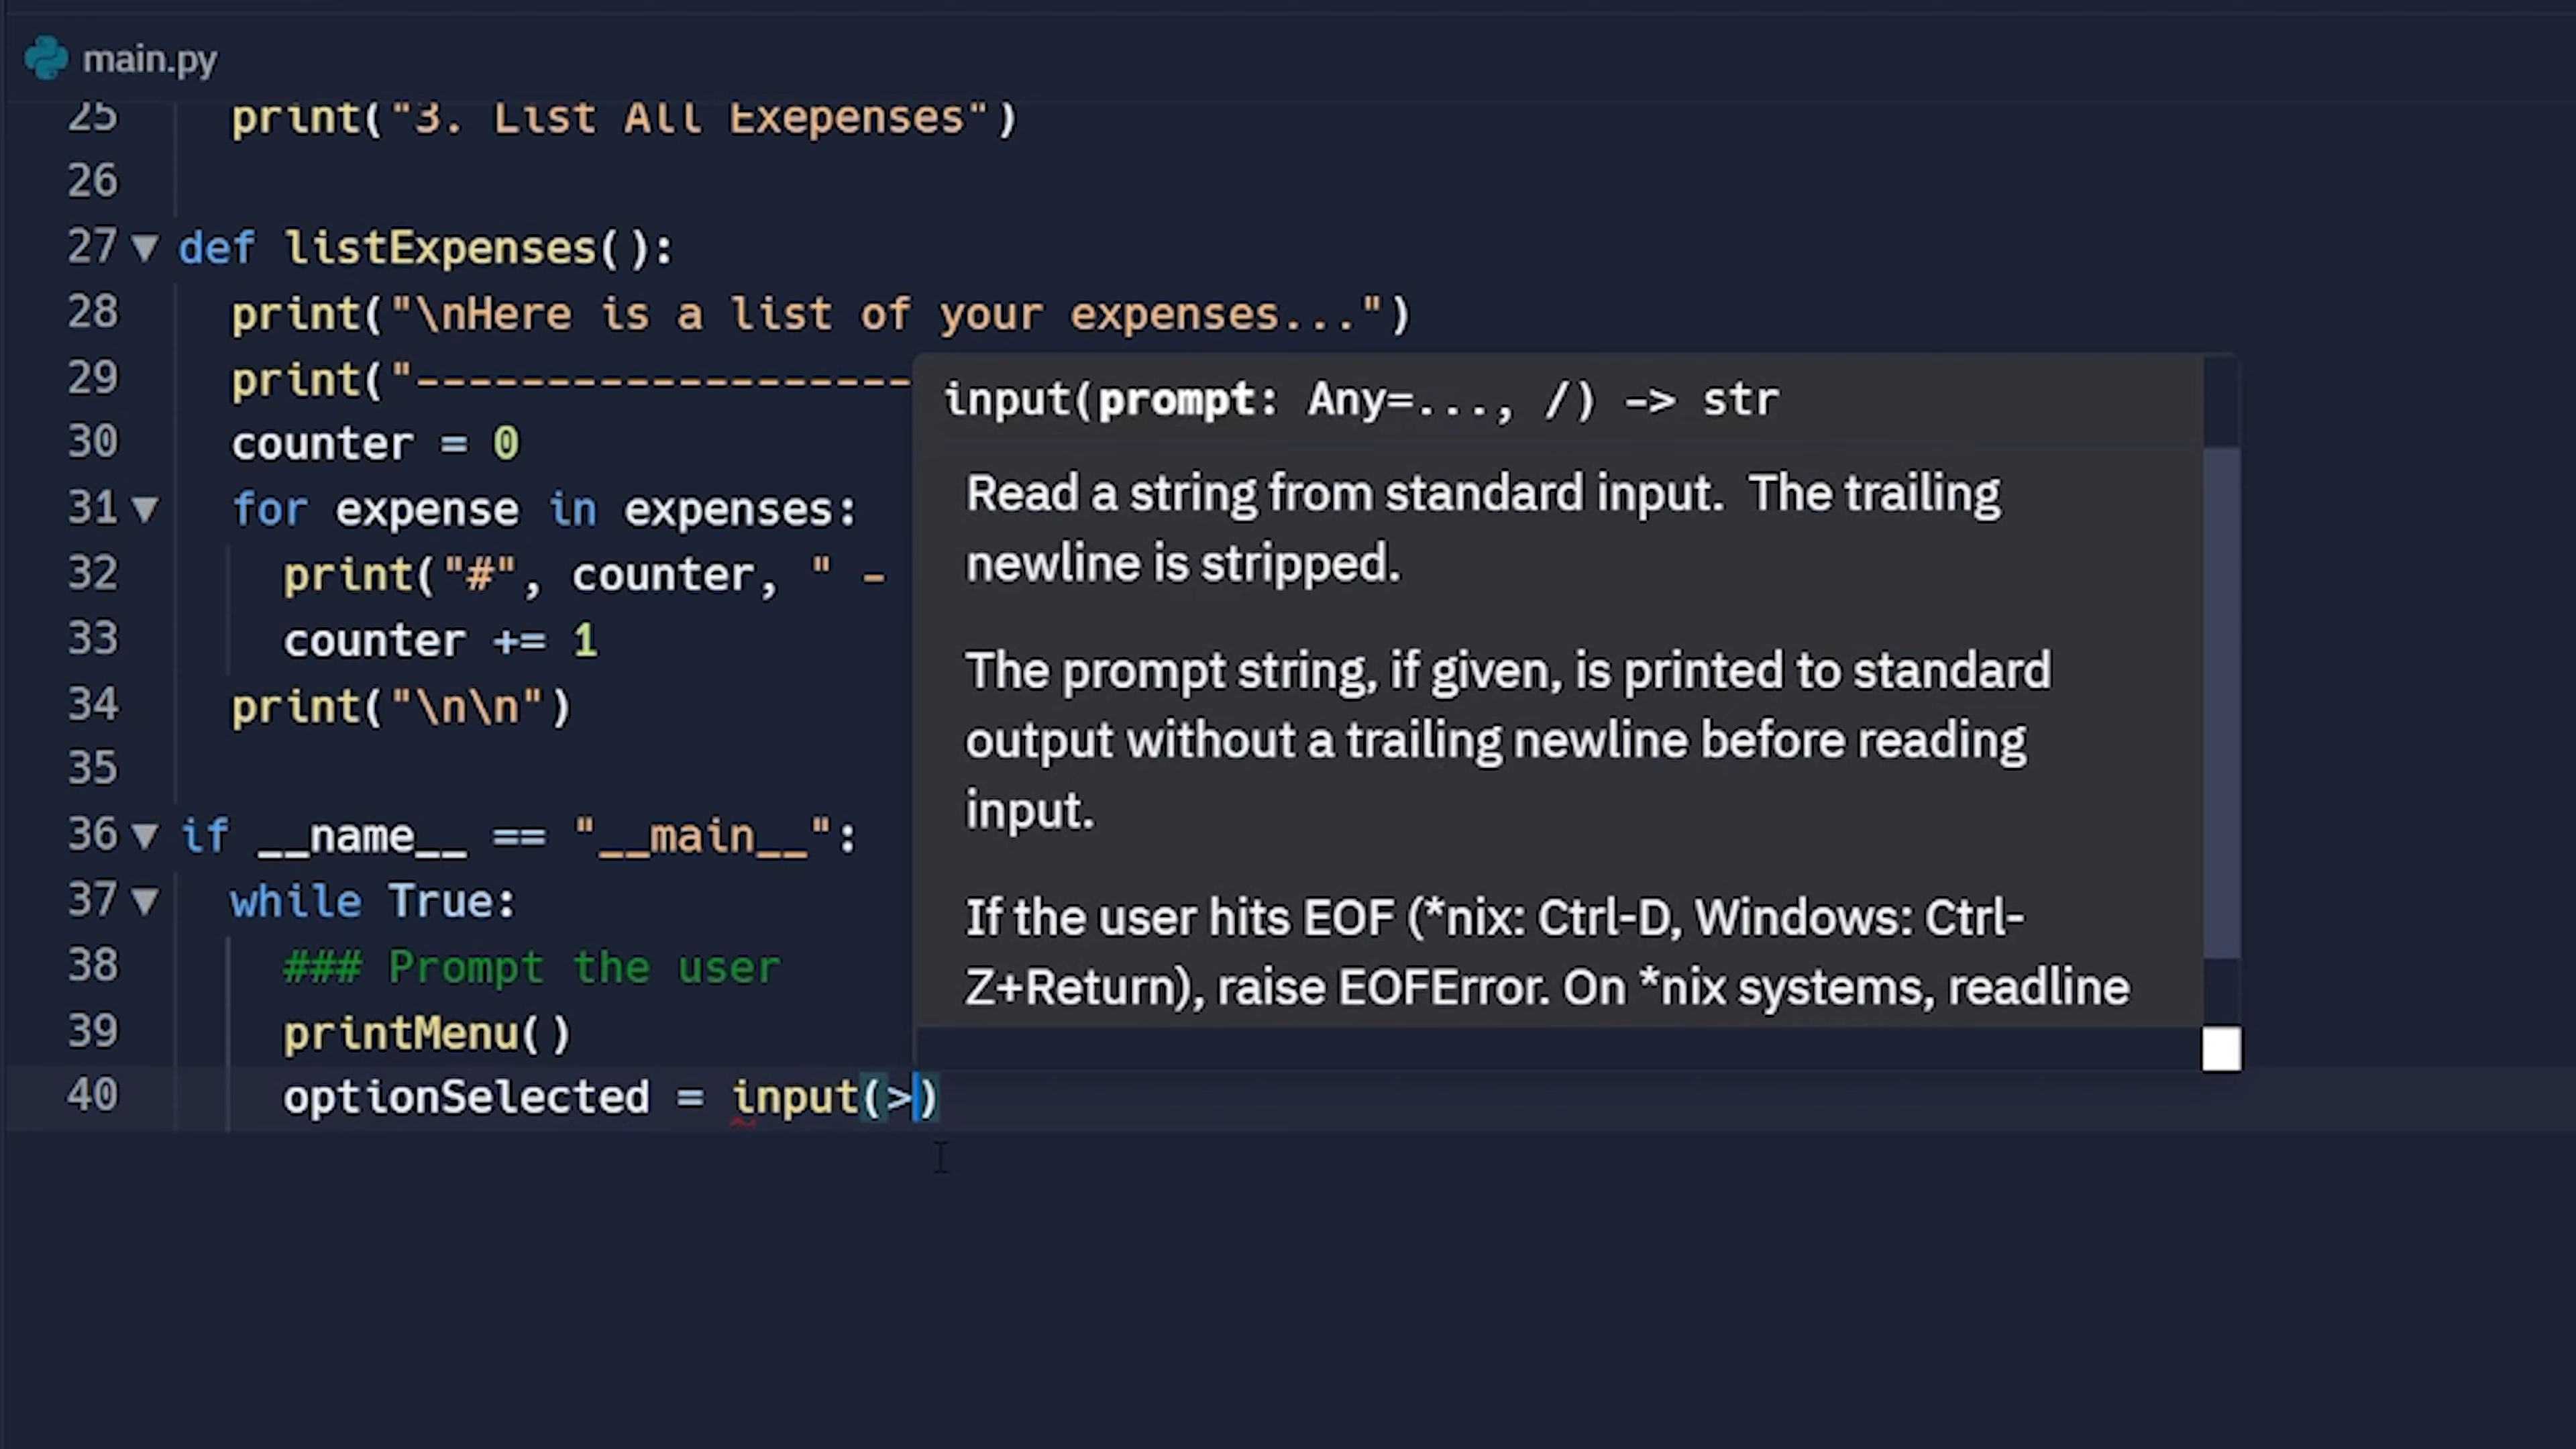 main.py
25 print("3. List All Exepenses")
26
27 def listExpenses():
28 print("\nHere is a list of your expenses...")
29 print("-------------------
30 counter = 0
31 for expense in expenses:
32 print("#", counter, " -
33 counter += 1
34 print("\n\n")
35
36 if __name__ == "__main__":
37 while True:
38 ### Prompt the user
39 printMenu()
40 optionSelected = input(>)
input(prompt: Any=..., /) -> str
Read a string from standard input. The trailing
newline is stripped.
The prompt string, if given, is printed to standard
output without a trailing newline before reading
input.
If the user hits EOF (*nix: Ctrl-D, Windows: Ctrl-
Z+Return), raise EOFError. On *nix systems, readline